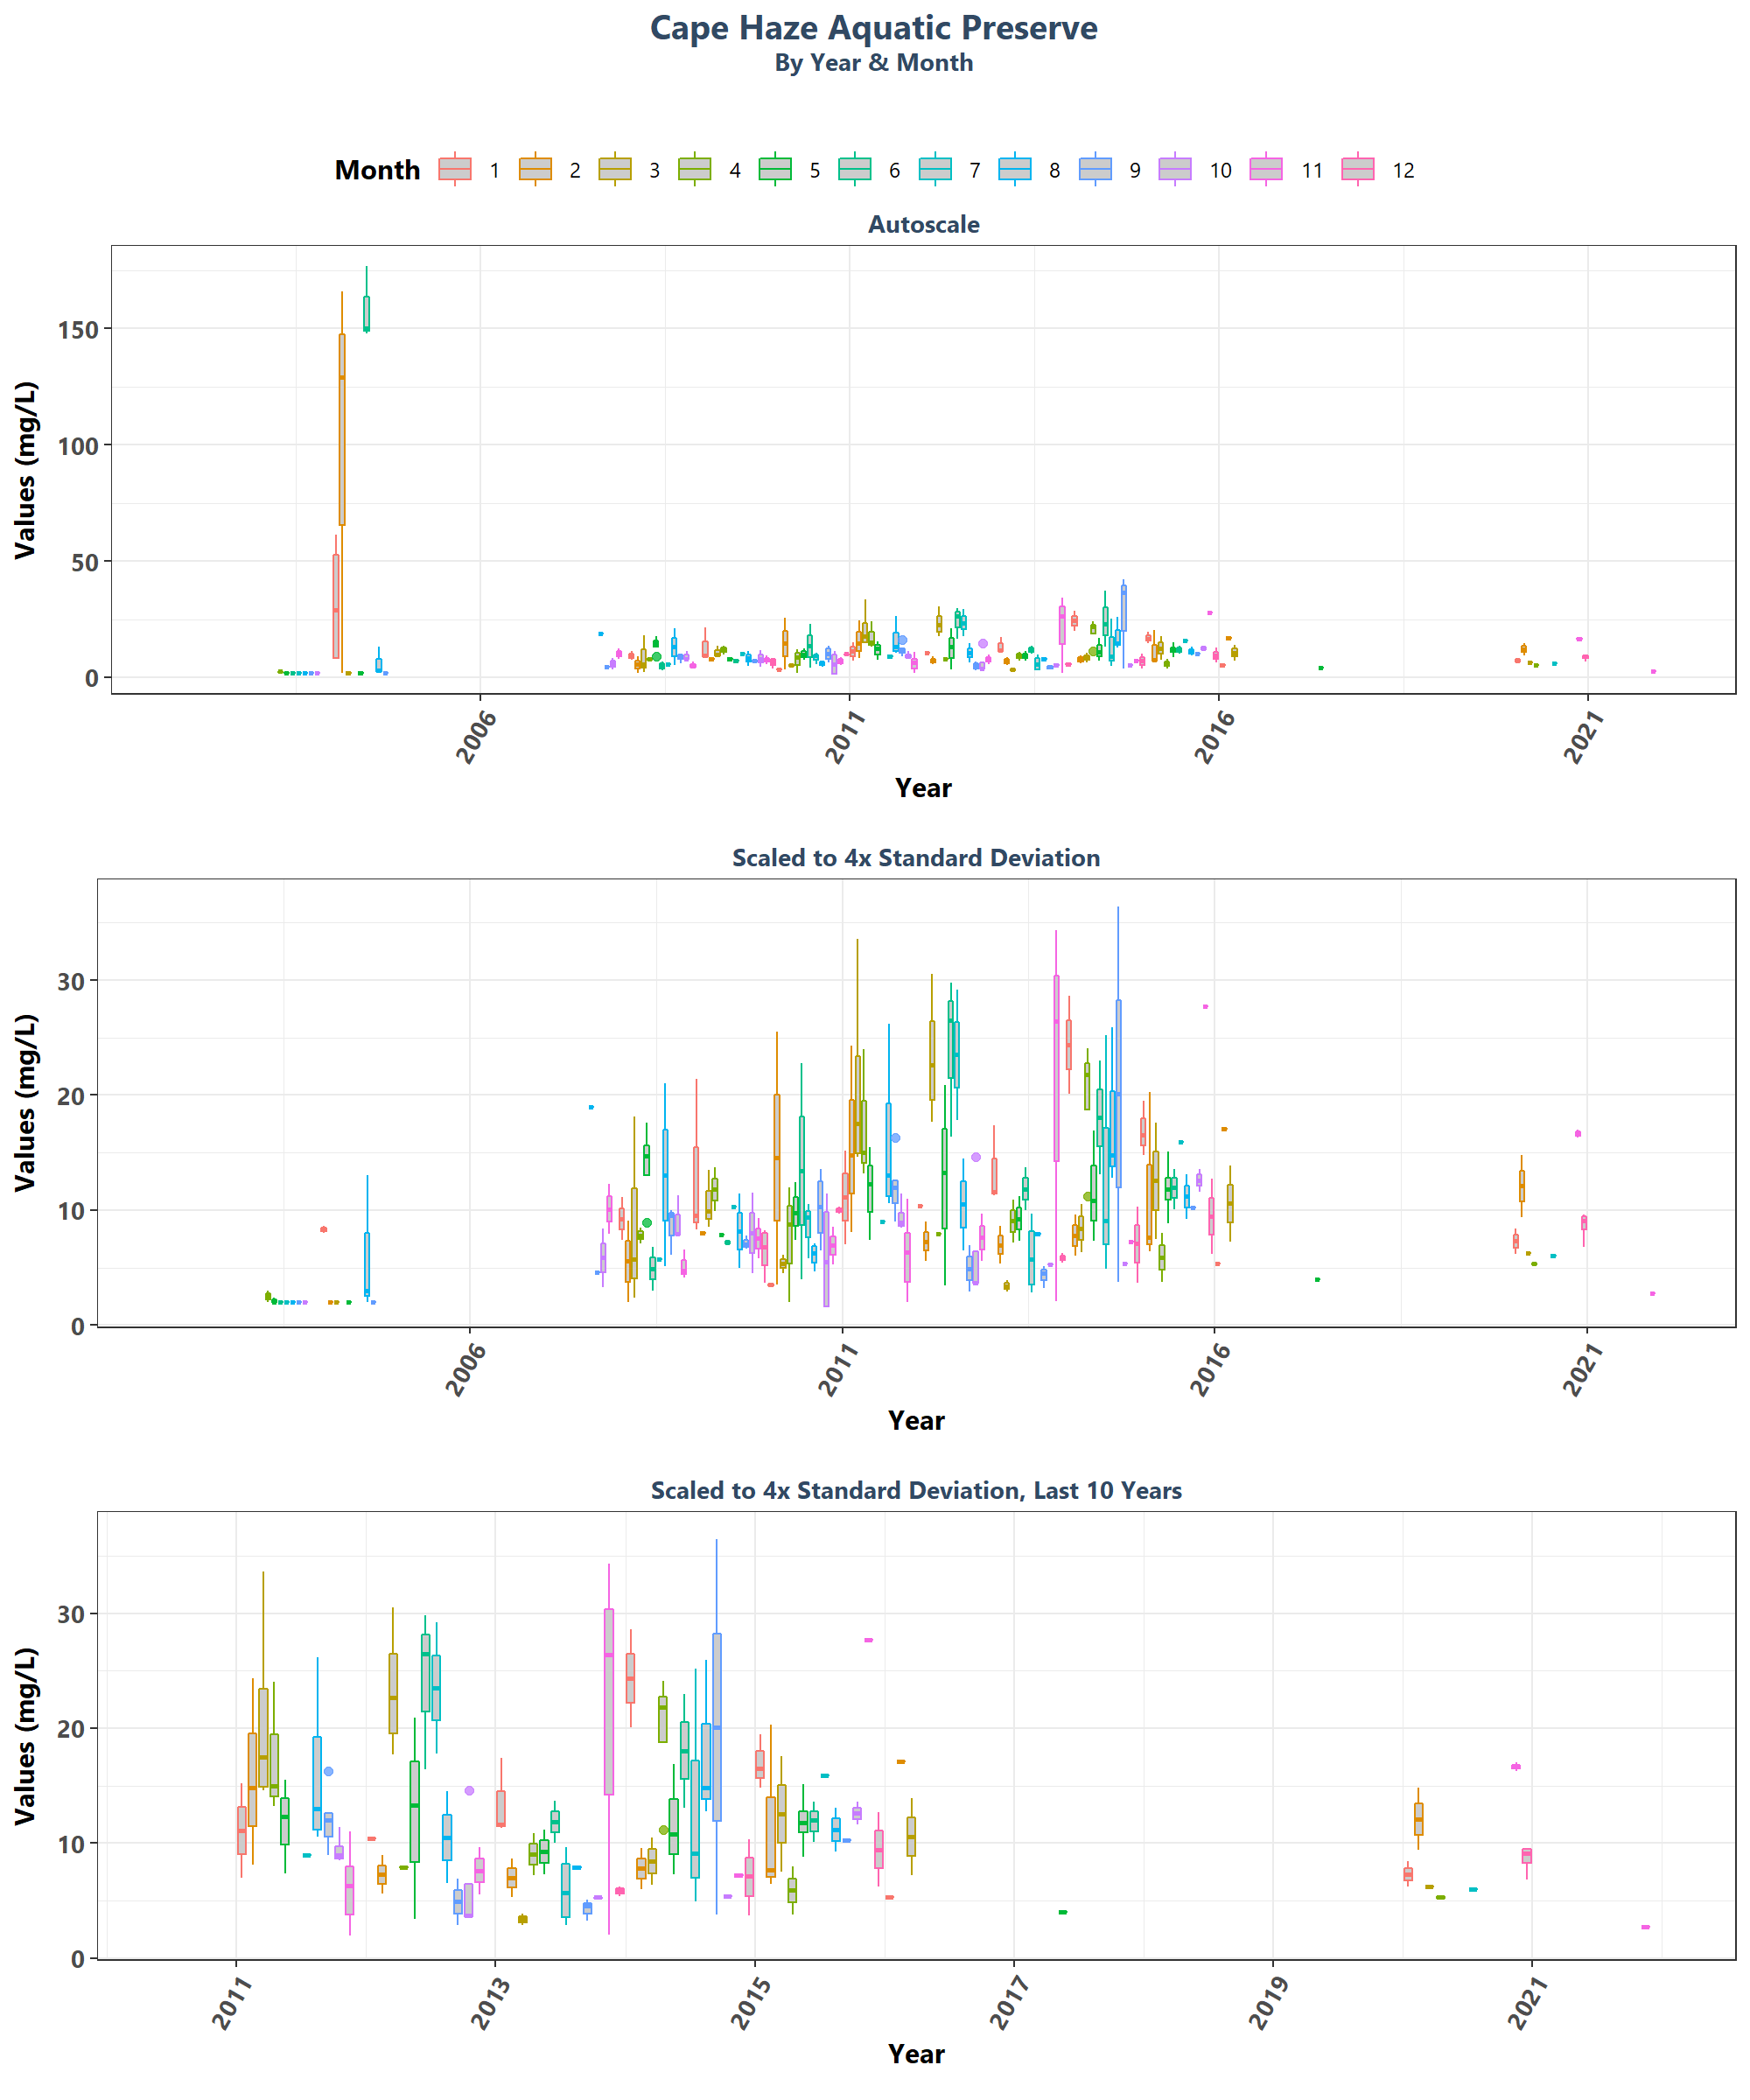 Cape Haze Aquatic Preserve
By Year & Month
Month 1 2 3 4 5 6 7 8 9 10 11 12
Autoscale
Values (mg/L)
150
100
50
0
2006 2011 2016 2021
Year
Scaled to 4x Standard Deviation
Values (mg/L)
30
20
10
0
2006 2011 2016 2021
Year
Scaled to 4x Standard Deviation, Last 10 Years
Values (mg/L)
30
20
10
0
2011 2013 2015 2017 2019 2021
Year